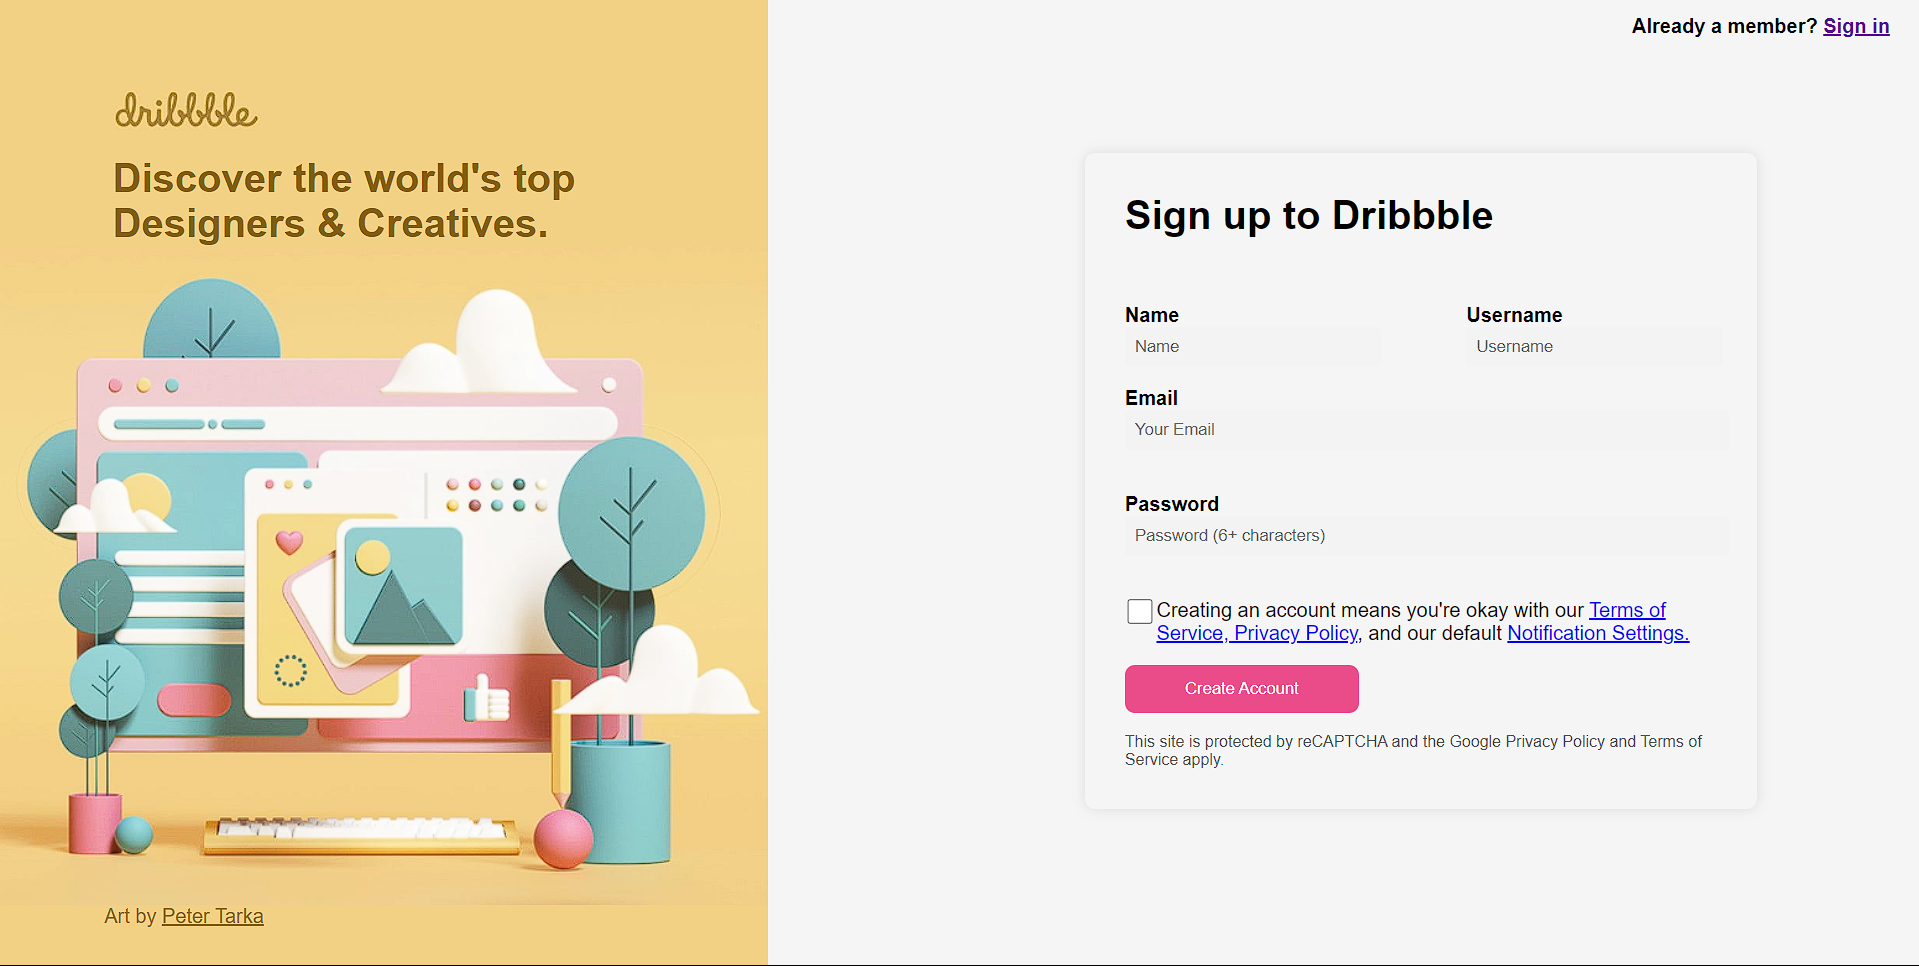 Already a member? Sign in
dribbble
Discover the world's top
Designers & Creatives.
Art by Peter Tarka
Sign up to Dribbble
Name
Username
Name
Username
Email
Your Email
Password
Password (6+ characters)
Creating an account means you're okay with our Terms of
Service, Privacy Policy, and our default Notification Settings.
Create Account
This site is protected by reCAPTCHA and the Google Privacy Policy and Terms of
Service apply.